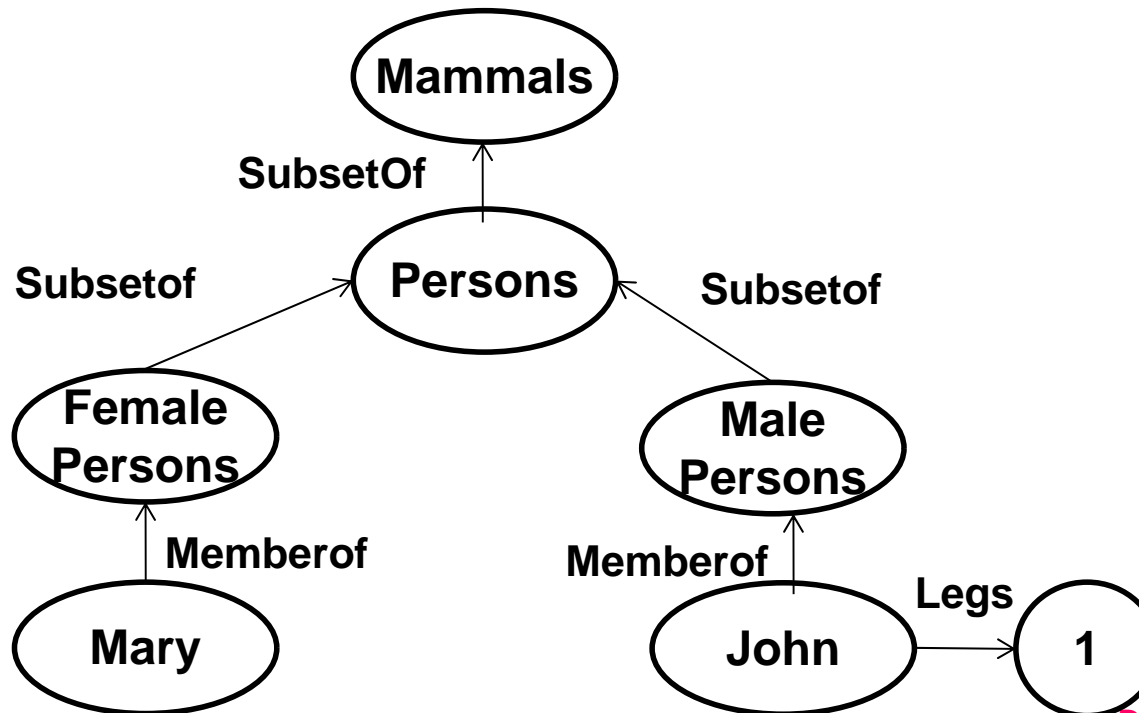 Mammals
SubsetOf
Persons
Subsetof
Subsetof
Female
Persons
Male
Persons
Memberof
Memberof
Legs
Mary
John
1